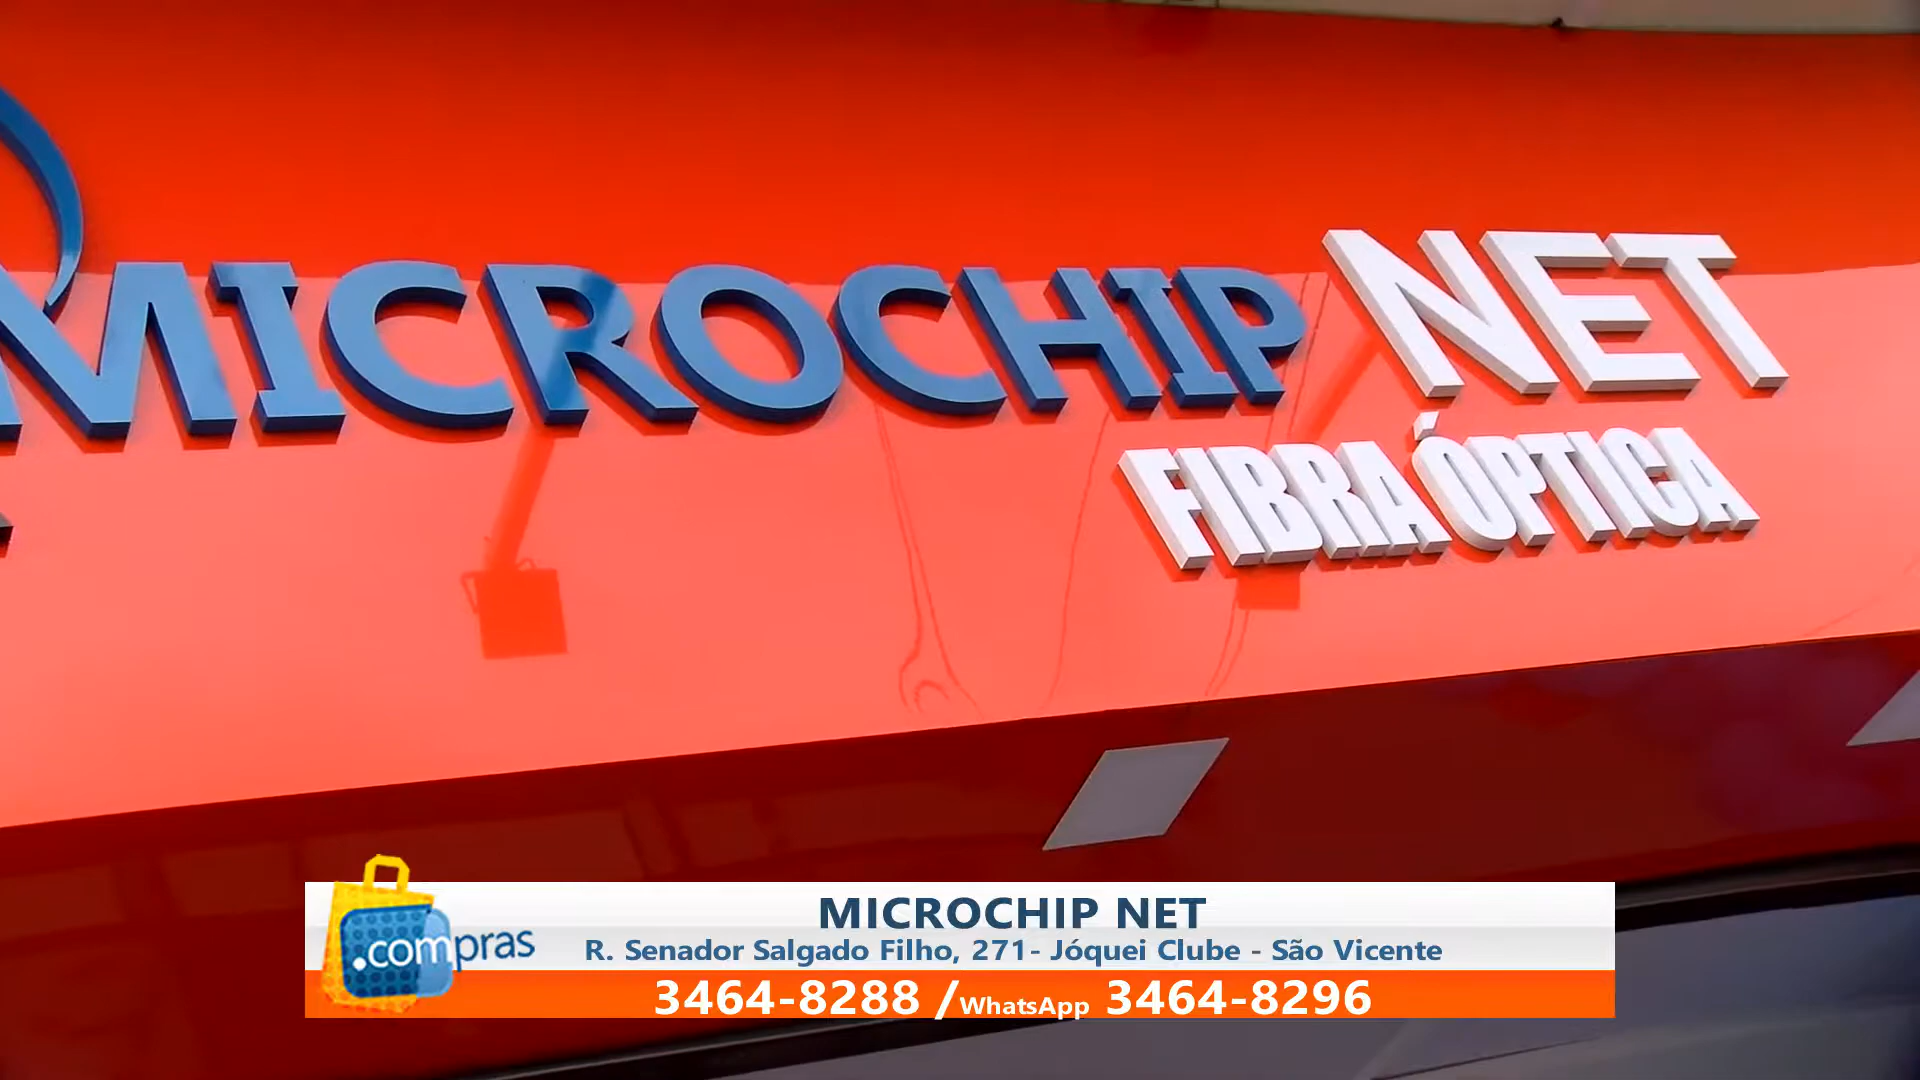 MICROCHIP NET
FIBRA ÓPTICA
.compras
MICROCHIP NET
R. Senador Salgado Filho, 271- Jóquei Clube - São Vicente
3464-8288 /WhatsApp 3464-8296